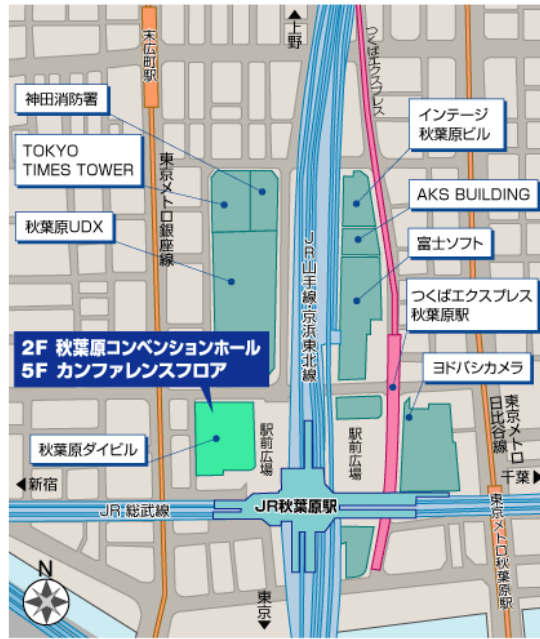 ▲
上野
末広町駅
つくばエクスプレス
神田消防署
TOKYO
TIMES TOWER
東京メトロ銀座線
秋葉原UDX
インテージ
秋葉原ビル
AKS BUILDING
富士ソフト
JR山手線・京浜東北線
つくばエクスプレス
秋葉原駅
2F 秋葉原コンベンションホール
5F カンファレンスフロア
ヨドバシカメラ
東京メトロ
日比谷線
秋葉原ダイビル
駅前広場
駅前広場
◀新宿
千葉▶
JR 総武線
JR秋葉原駅
東京メトロ秋葉原駅
N
東京
▼